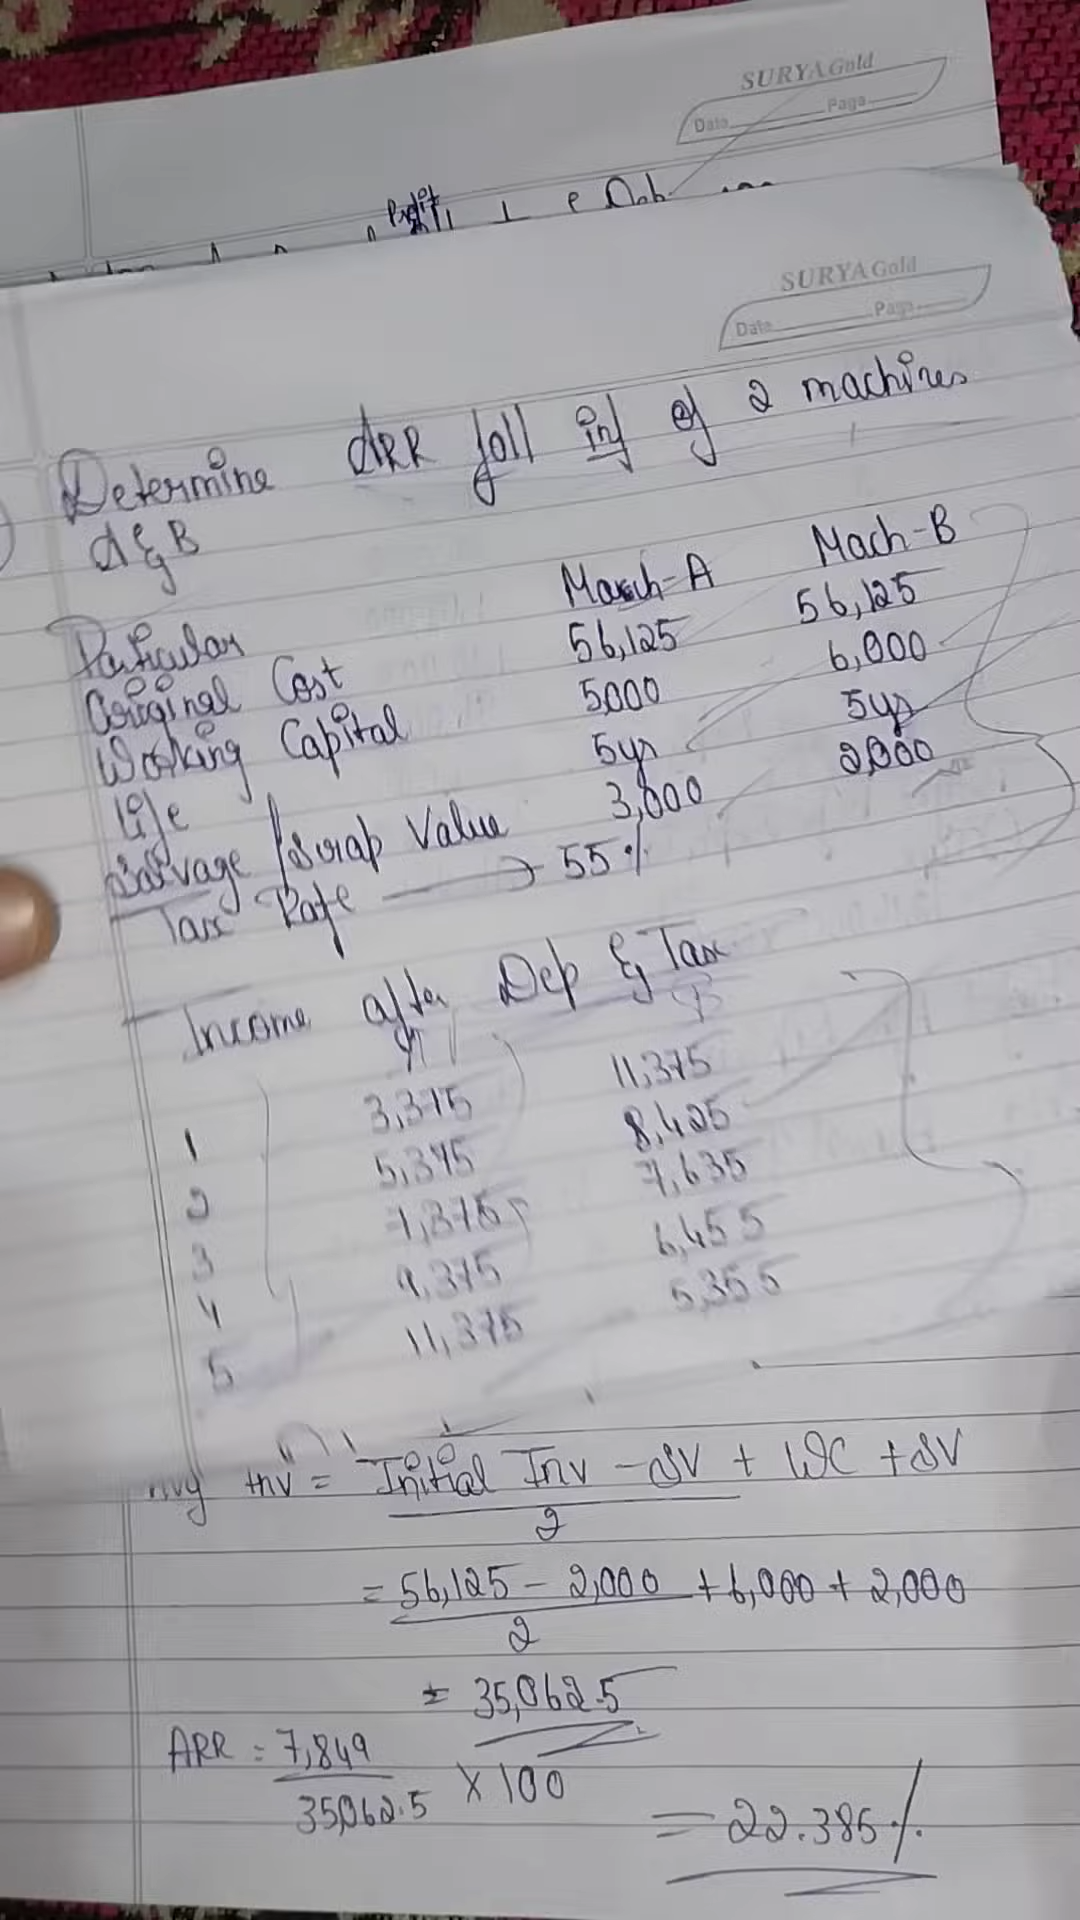 SURYA Gold
Date Page
Profit
SURYA Gold
Date Page
Determine ARR foll inf of 2 machines
A & B
Particular Mach-A Mach-B
Original Cost 56,125 56,125
Working Capital 5000 6,000
Life 5yr 5yr
Salvage/Scrap Value 3,000 2,000
Tax Rate → 55%
Income after Dep & Tax
A B
1 3,375 11,375
2 5,375 8,425
3 7,375 7,635
4 9,375 6,455
5 11,375 5,355
Avg Inv = Initial Inv - SV + WC + SV
2
= 56,125 - 2,000 + 6,000 + 2,000
2
= 35,062.5
ARR = 7,849
35,062.5 × 100
= 22.385%